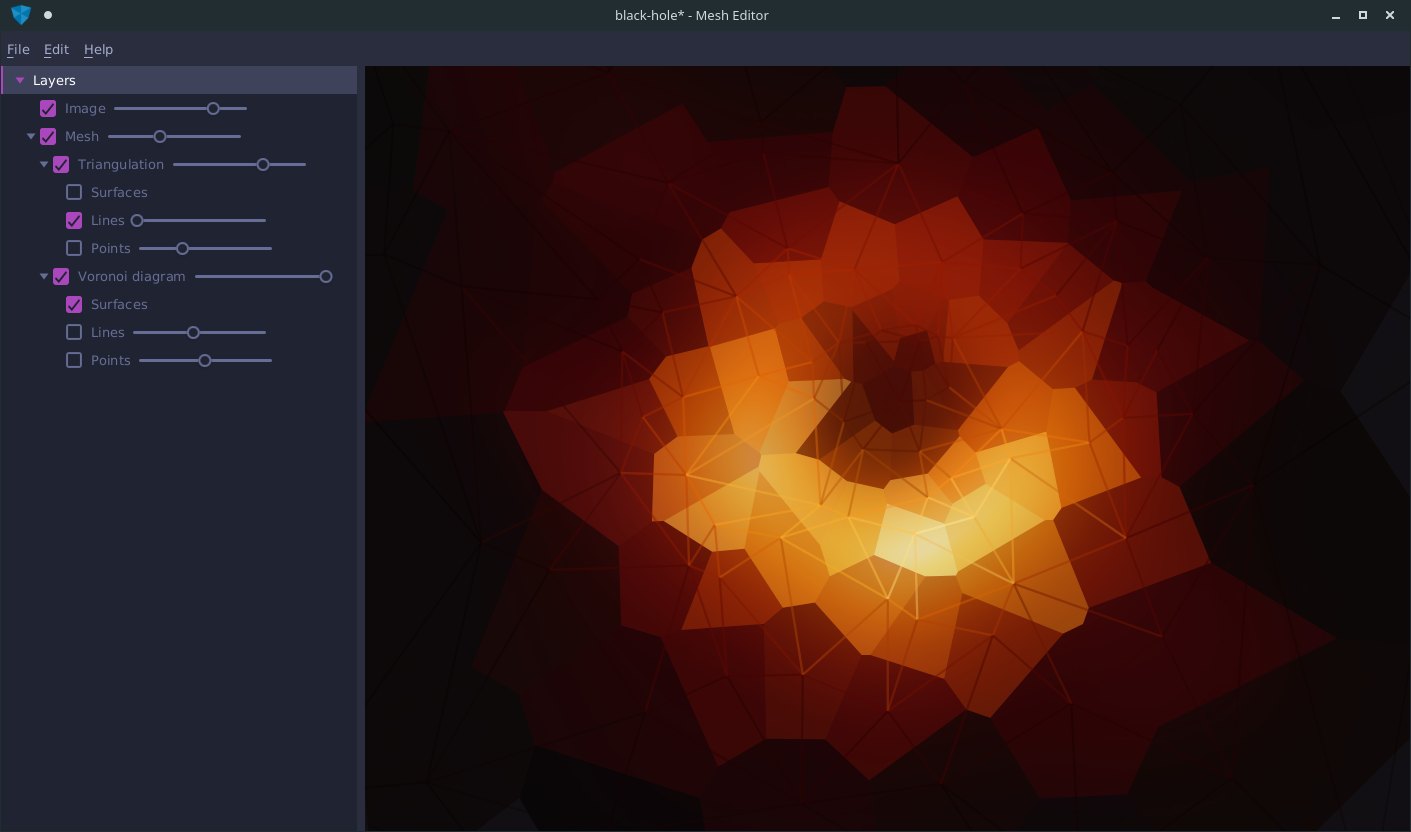 black-hole* - Mesh Editor
File Edit Help
Layers
Image
Mesh
Triangulation
Surfaces
Lines
Points
Voronoi diagram
Surfaces
Lines
Points